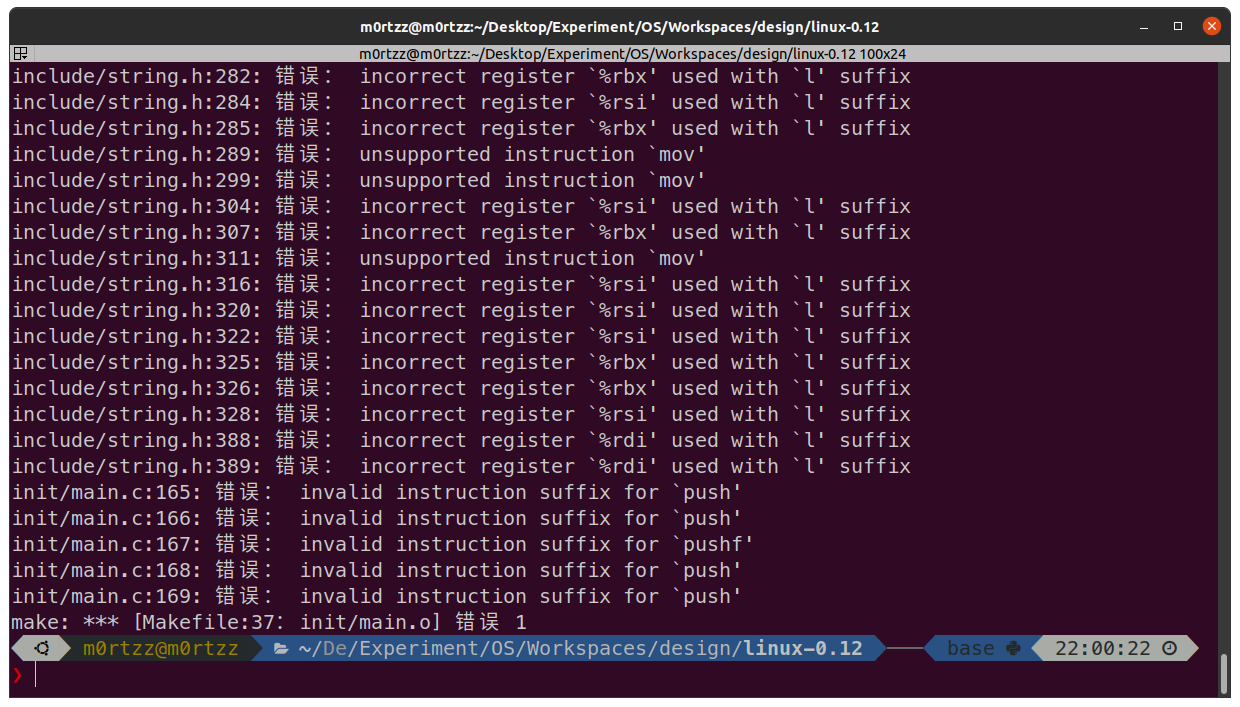 m0rtzz@m0rtzz:~/Desktop/Experiment/OS/Workspaces/design/linux-0.12
m0rtzz@m0rtzz:~/Desktop/Experiment/OS/Workspaces/design/linux-0.12 100x24
include/string.h:282: 错误： incorrect register `%rbx' used with `l' suffix
include/string.h:284: 错误： incorrect register `%rsi' used with `l' suffix
include/string.h:285: 错误： incorrect register `%rbx' used with `l' suffix
include/string.h:289: 错误： unsupported instruction `mov'
include/string.h:299: 错误： unsupported instruction `mov'
include/string.h:304: 错误： incorrect register `%rsi' used with `l' suffix
include/string.h:307: 错误： incorrect register `%rbx' used with `l' suffix
include/string.h:311: 错误： unsupported instruction `mov'
include/string.h:316: 错误： incorrect register `%rsi' used with `l' suffix
include/string.h:320: 错误： incorrect register `%rsi' used with `l' suffix
include/string.h:322: 错误： incorrect register `%rsi' used with `l' suffix
include/string.h:325: 错误： incorrect register `%rbx' used with `l' suffix
include/string.h:326: 错误： incorrect register `%rbx' used with `l' suffix
include/string.h:328: 错误： incorrect register `%rsi' used with `l' suffix
include/string.h:388: 错误： incorrect register `%rdi' used with `l' suffix
include/string.h:389: 错误： incorrect register `%rdi' used with `l' suffix
init/main.c:165: 错误： invalid instruction suffix for `push'
init/main.c:166: 错误： invalid instruction suffix for `push'
init/main.c:167: 错误： invalid instruction suffix for `pushf'
init/main.c:168: 错误： invalid instruction suffix for `push'
init/main.c:169: 错误： invalid instruction suffix for `push'
make: *** [Makefile:37：init/main.o] 错误 1
m0rtzz@m0rtzz ~/De/Experiment/OS/Workspaces/design/linux-0.12 base 22:00:22
❯